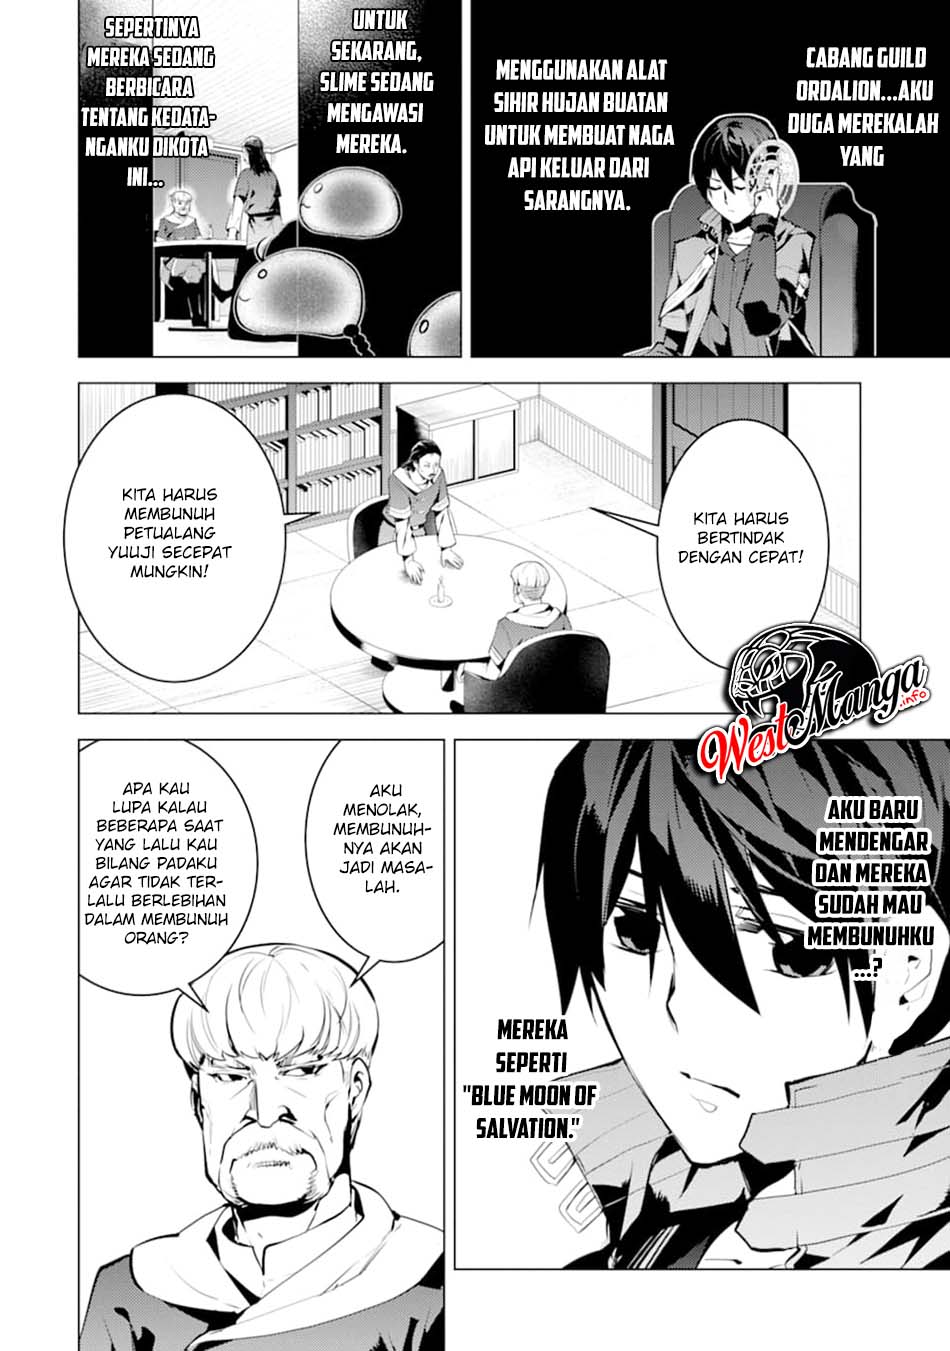 CABANG GUILD
ORDALION...AKU
DUGA MEREKALAH
YANG
MENGGUNAKAN ALAT
SIHIR HUJAN BUATAN
UNTUK MEMBUAT NAGA
API KELUAR DARI
SARANGNYA.
UNTUK
SEKARANG,
SLIME SEDANG
MENGAWASI
MEREKA.
SEPERTINYA
MEREKA SEDANG
BERBICARA
TENTANG KEDATA-
NGANKU DIKOTA
INI...
KITA HARUS
BERTINDAK
DENGAN CEPAT!
KITA HARUS
MEMBUNUH
PETUALANG
YUUJI SECEPAT
MUNGKIN!
WestManga
.info
AKU BARU
MENDENGAR
DAN MEREKA
SUDAH MAU
MEMBUNUHKU
....?
MEREKA
SEPERTI
"BLUE MOON OF
SALVATION."
AKU
MENOLAK,
MEMBUNUH-
NYA AKAN
JADI MASA-
LAH.
APA KAU
LUPA KALAU
BEBERAPA SAAT
YANG LALU KAU
BILANG PADAKU
AGAR TIDAK TER-
LALU BERLEBIHAN
DALAM MEMBUNUH
ORANG?